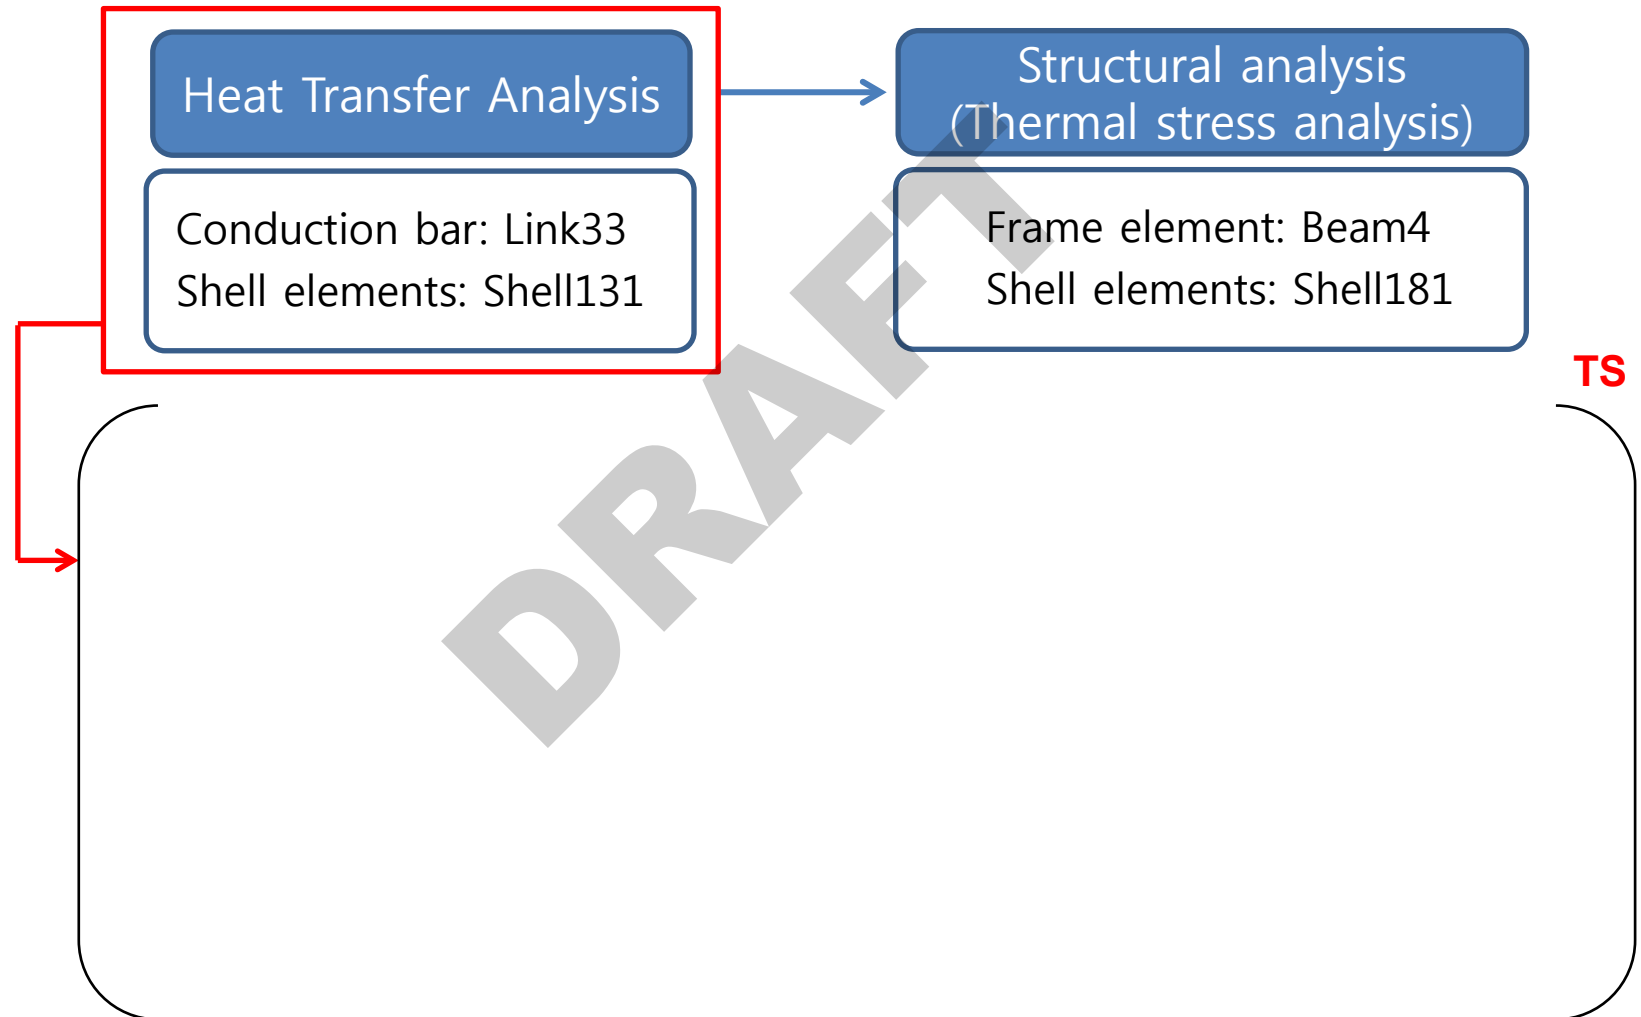 Heat Transfer Analysis
Conduction bar: Link33
Shell elements: Shell131
Structural analysis
(Thermal stress analysis)
Frame element: Beam4
Shell elements: Shell181
TS
DRAFT